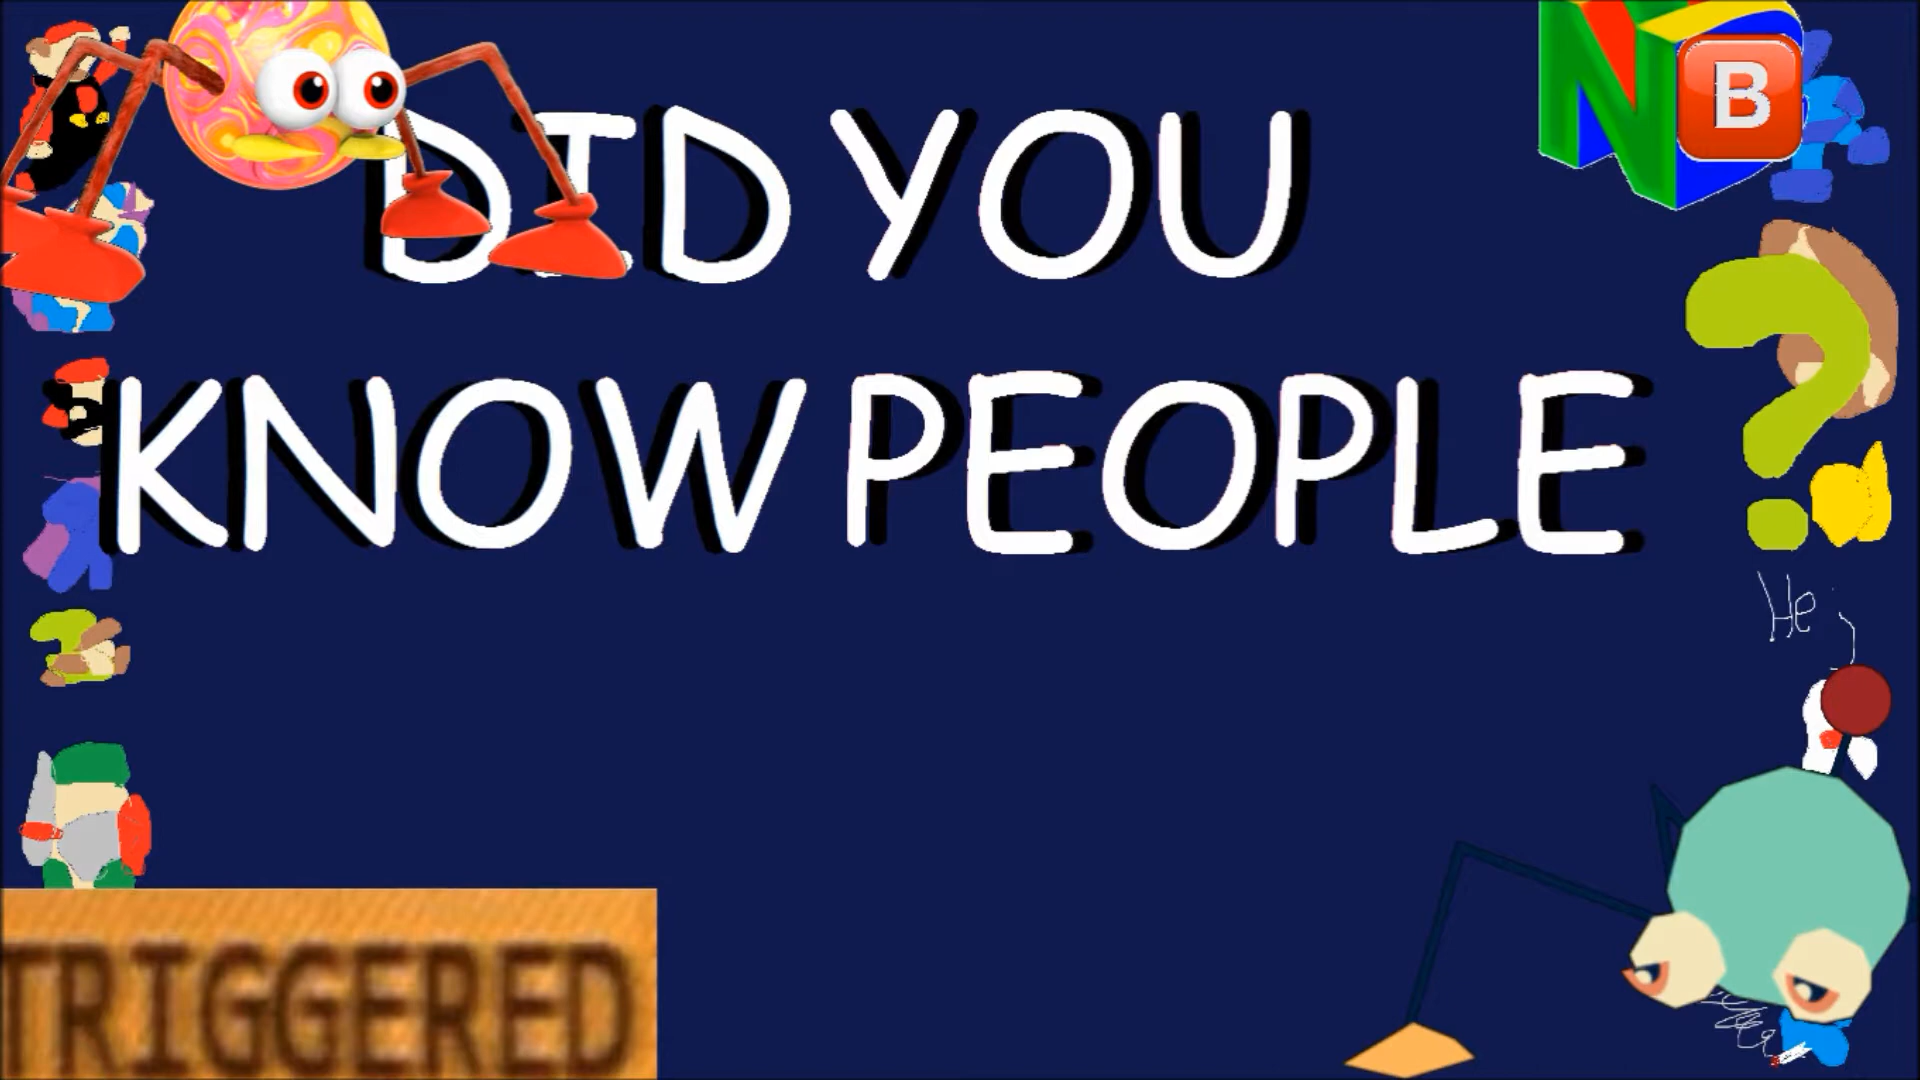 DID YOU
B
KNOW PEOPLE
He
TRIGGERED